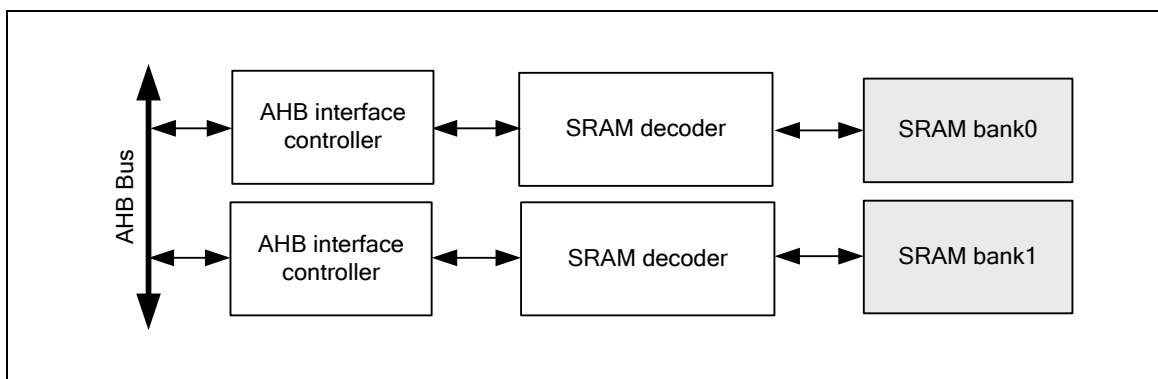 AHB Bus
AHB interface
controller
SRAM decoder
SRAM bank0
AHB interface
controller
SRAM decoder
SRAM bank1